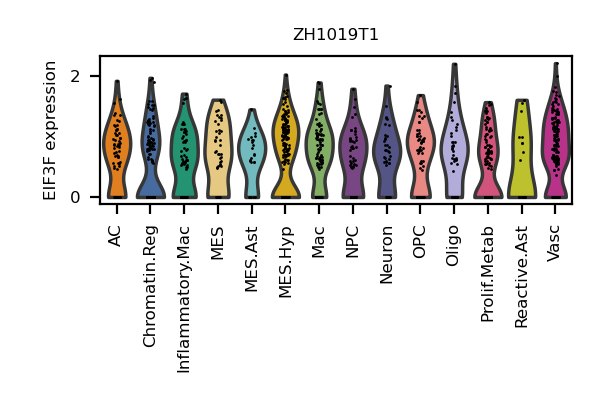 ZH1019T1
EIF3F expression
2
0
AC
Chromatin.Reg
Inflammatory.Mac
MES
MES.Ast
MES.Hyp
Mac
NPC
Neuron
OPC
Oligo
Prolif.Metab
Reactive.Ast
Vasc